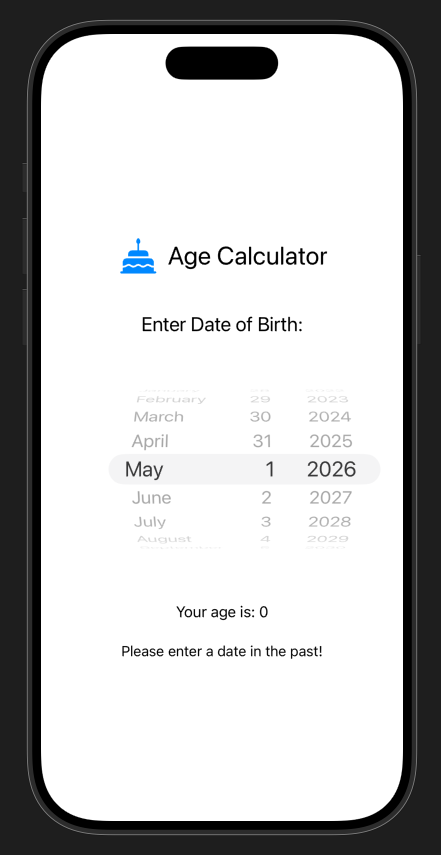 Age Calculator
Enter Date of Birth:
February 29 2023
March 30 2024
April 31 2025
May 1 2026
June 2 2027
July 3 2028
August 4 2029
Your age is: 0
Please enter a date in the past!